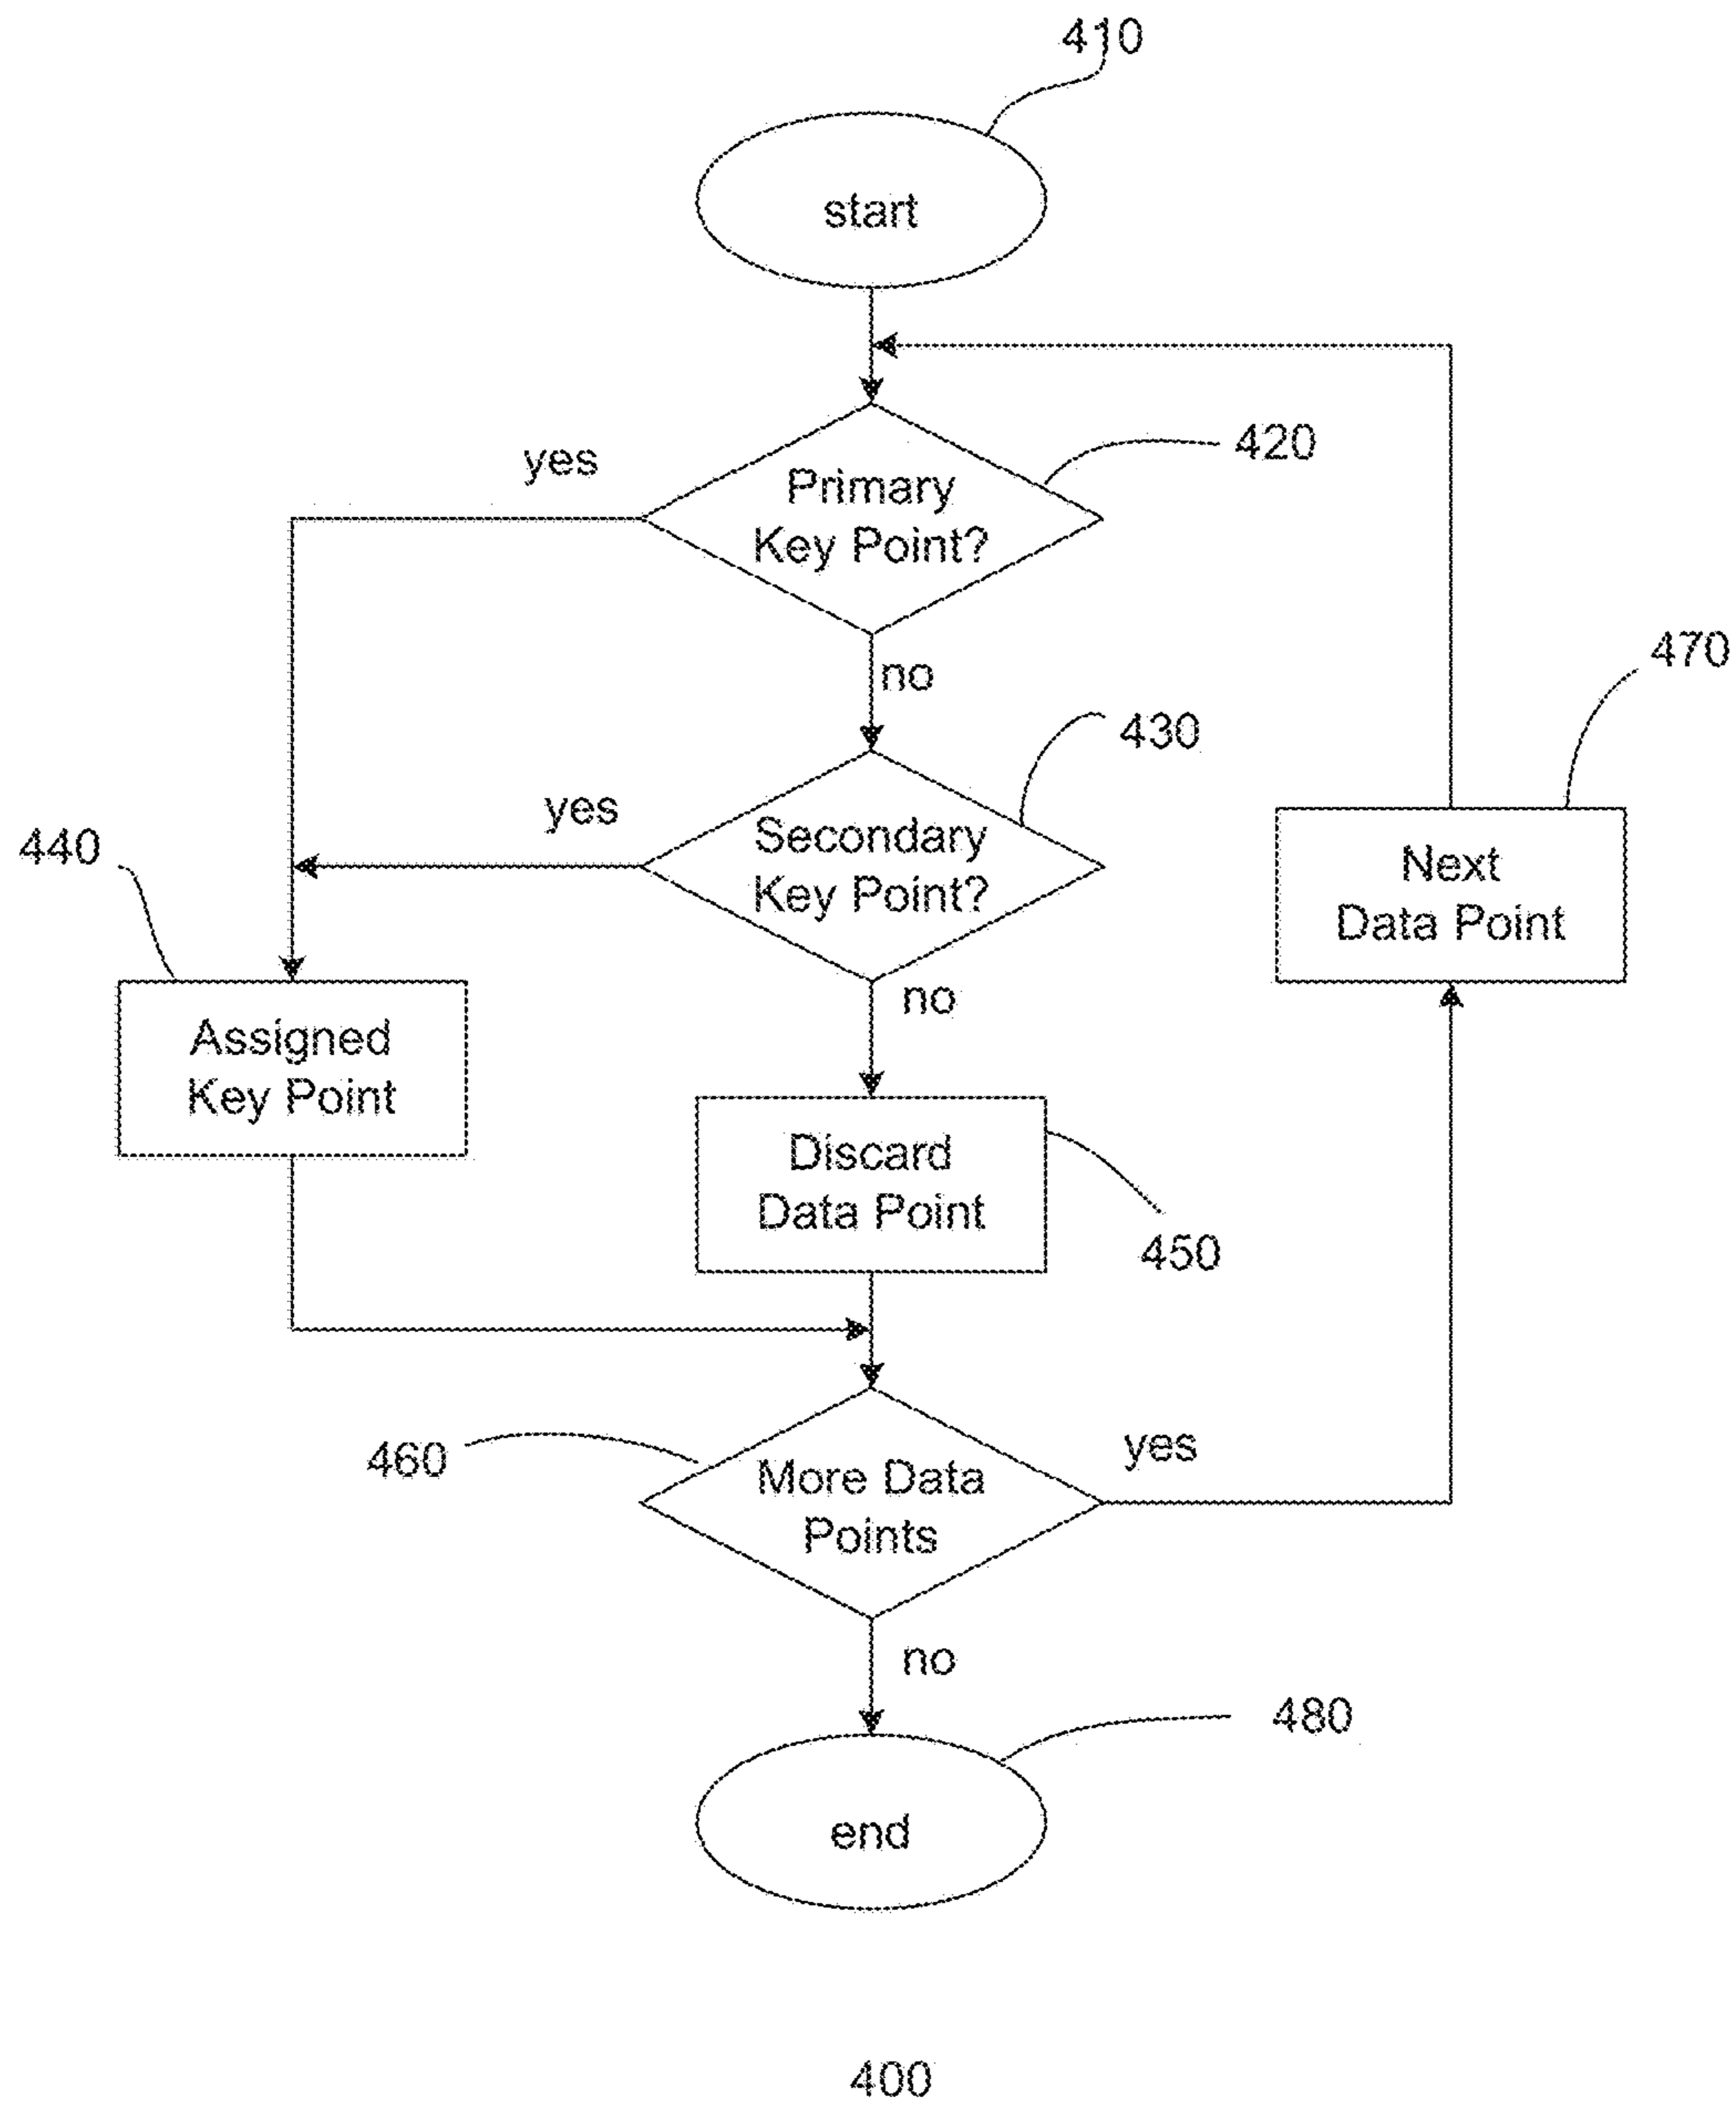 410
start
yes
420
Primary
Key Point?
no
470
430
yes
Secondary
Key Point?
440
Next
Data Point
no
Assigned
Key Point
Discard
Data Point
450
460
More Data
Points
yes
no
480
end
400